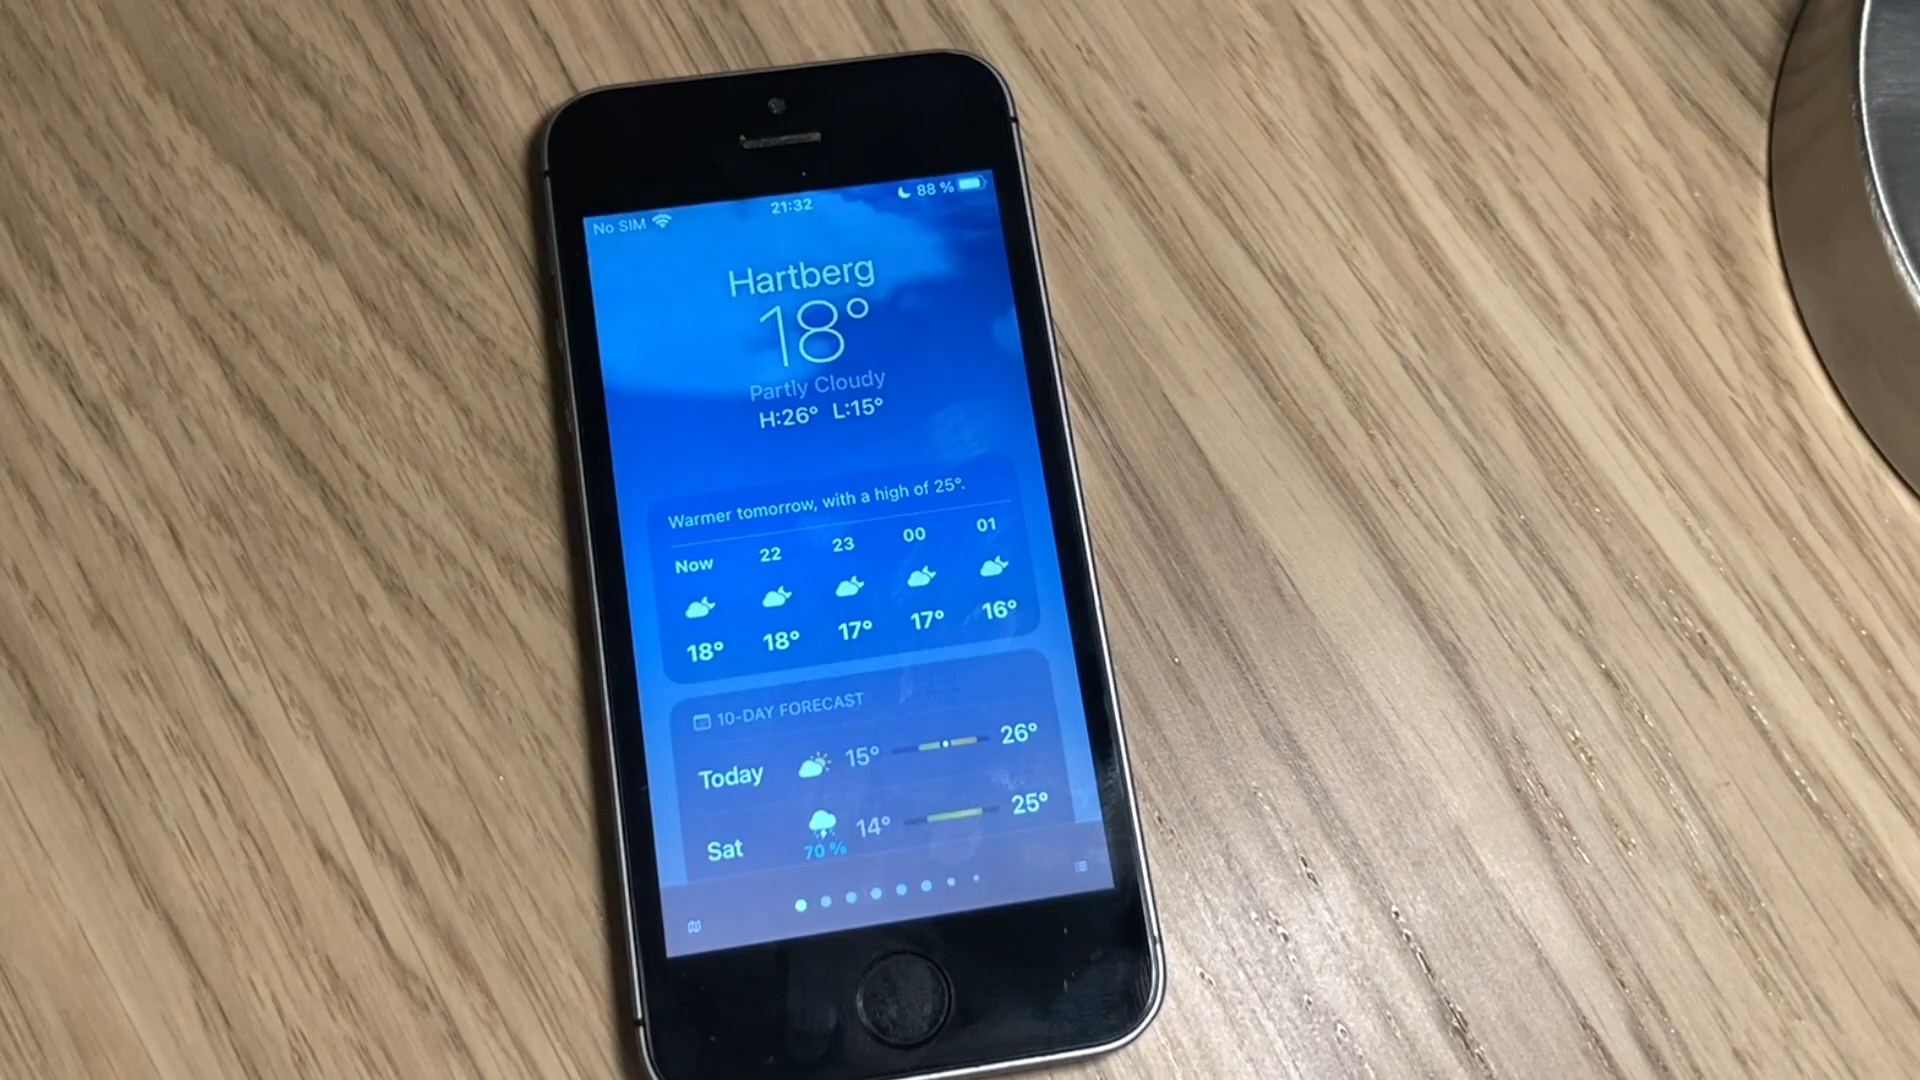 No SIM 21:32 88 %
Hartberg
18°
Partly Cloudy
H:26° L:15°
Warmer tomorrow, with a high of 25°.
Now 22 23 00 01
18° 18° 17° 17° 16°
10-DAY FORECAST
Today 15° 26°
Sat 70 % 14° 25°